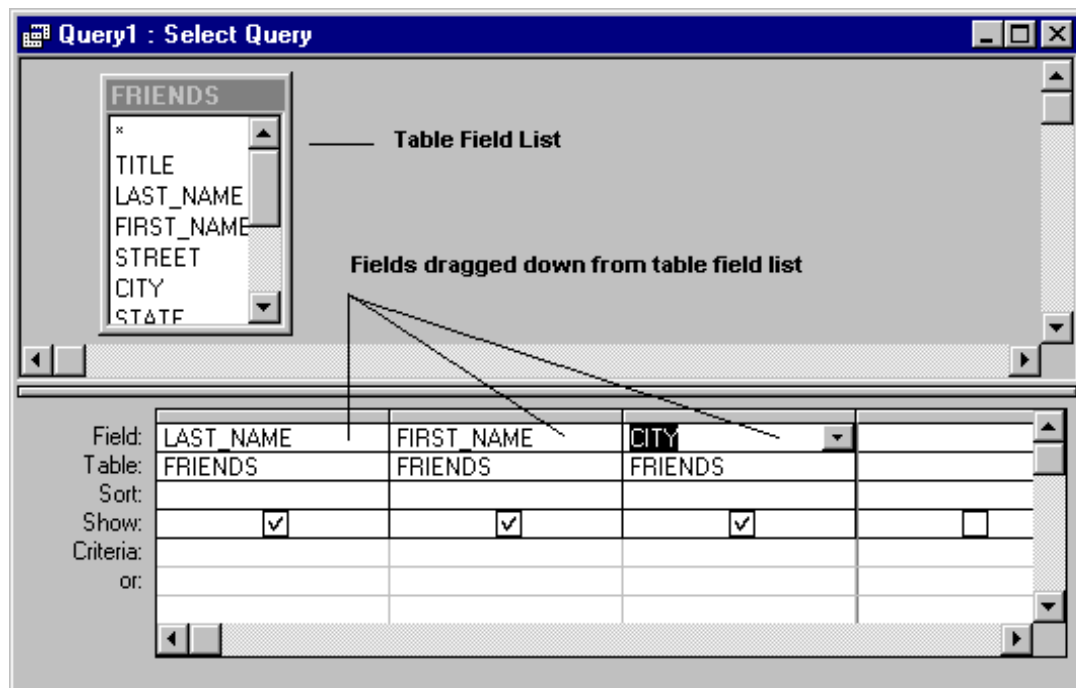 Query1 : Select Query
FRIENDS
*
TITLE
LAST_NAME
FIRST_NAME
STREET
CITY
STATE
Table Field List
Fields dragged down from table field list
Field: LAST_NAME FIRST_NAME CITY
Table: FRIENDS FRIENDS FRIENDS
Sort:
Show:
Criteria:
or: